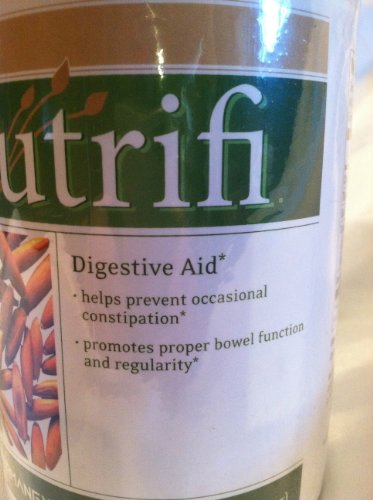 utrifi.
Digestive Aid*
· helps prevent occasional
constipation*
· promotes proper bowel function
and regularity*